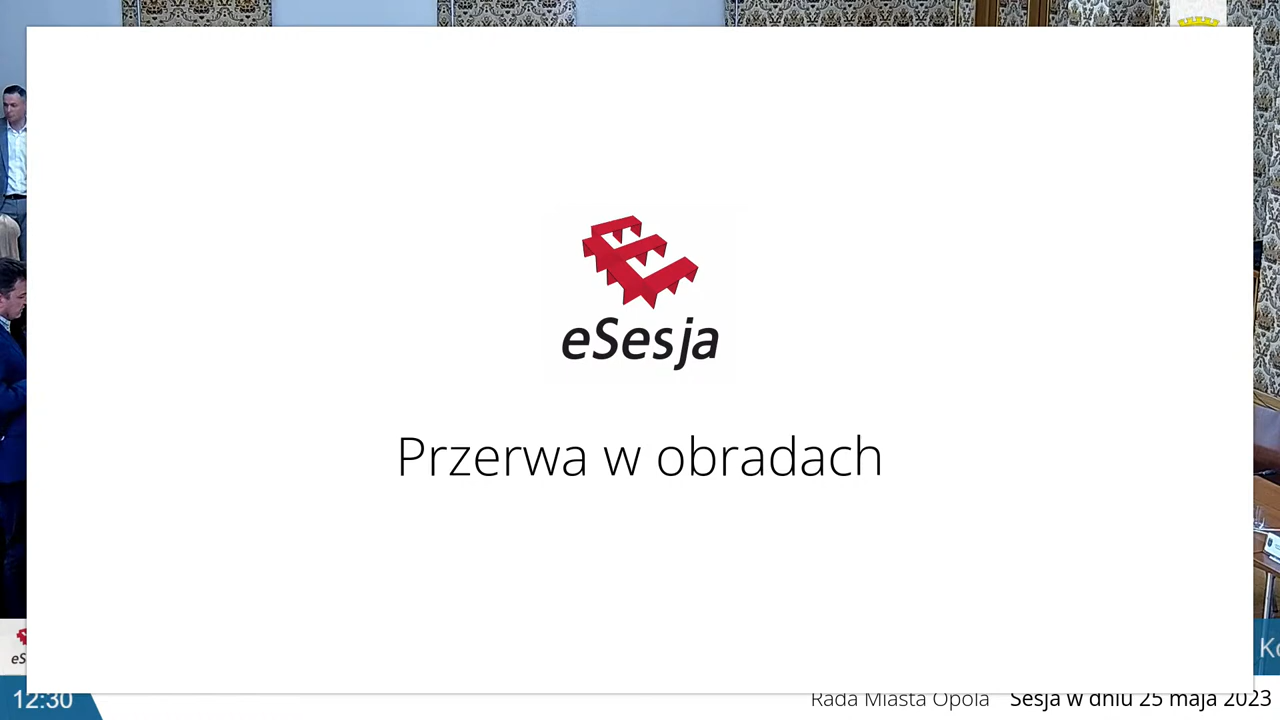 eSesja
Przerwa w obradach
12:30
Rada Miasta Opola
Sesja w dniu 25 maja 2023